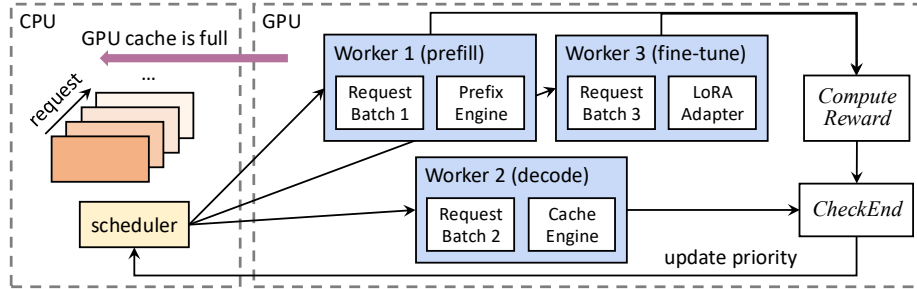 CPU
GPU cache is full
...
request
scheduler
GPU
Worker 1 (prefill)
Request
Batch 1
Prefix
Engine
Worker 3 (fine-tune)
Request
Batch 3
LoRA
Adapter
Worker 2 (decode)
Request
Batch 2
Cache
Engine
Compute
Reward
CheckEnd
update priority